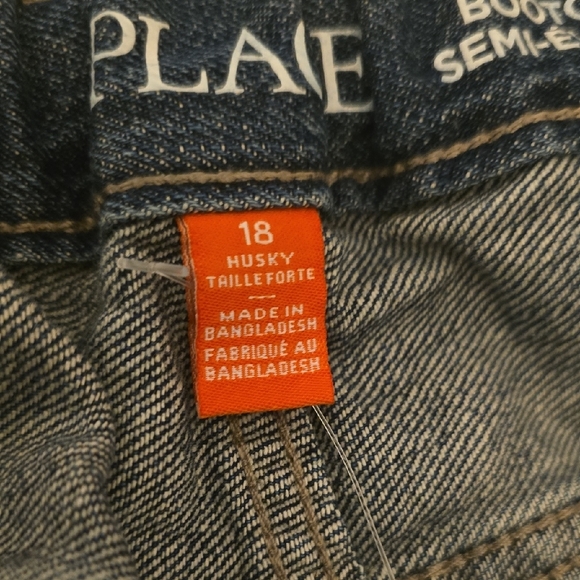 PLACE
BOOTC
SEMI-É
18
HUSKY
TAILLE FORTE
—
MADE IN
BANGLADESH
FABRIQUÉ AU
BANGLADESH